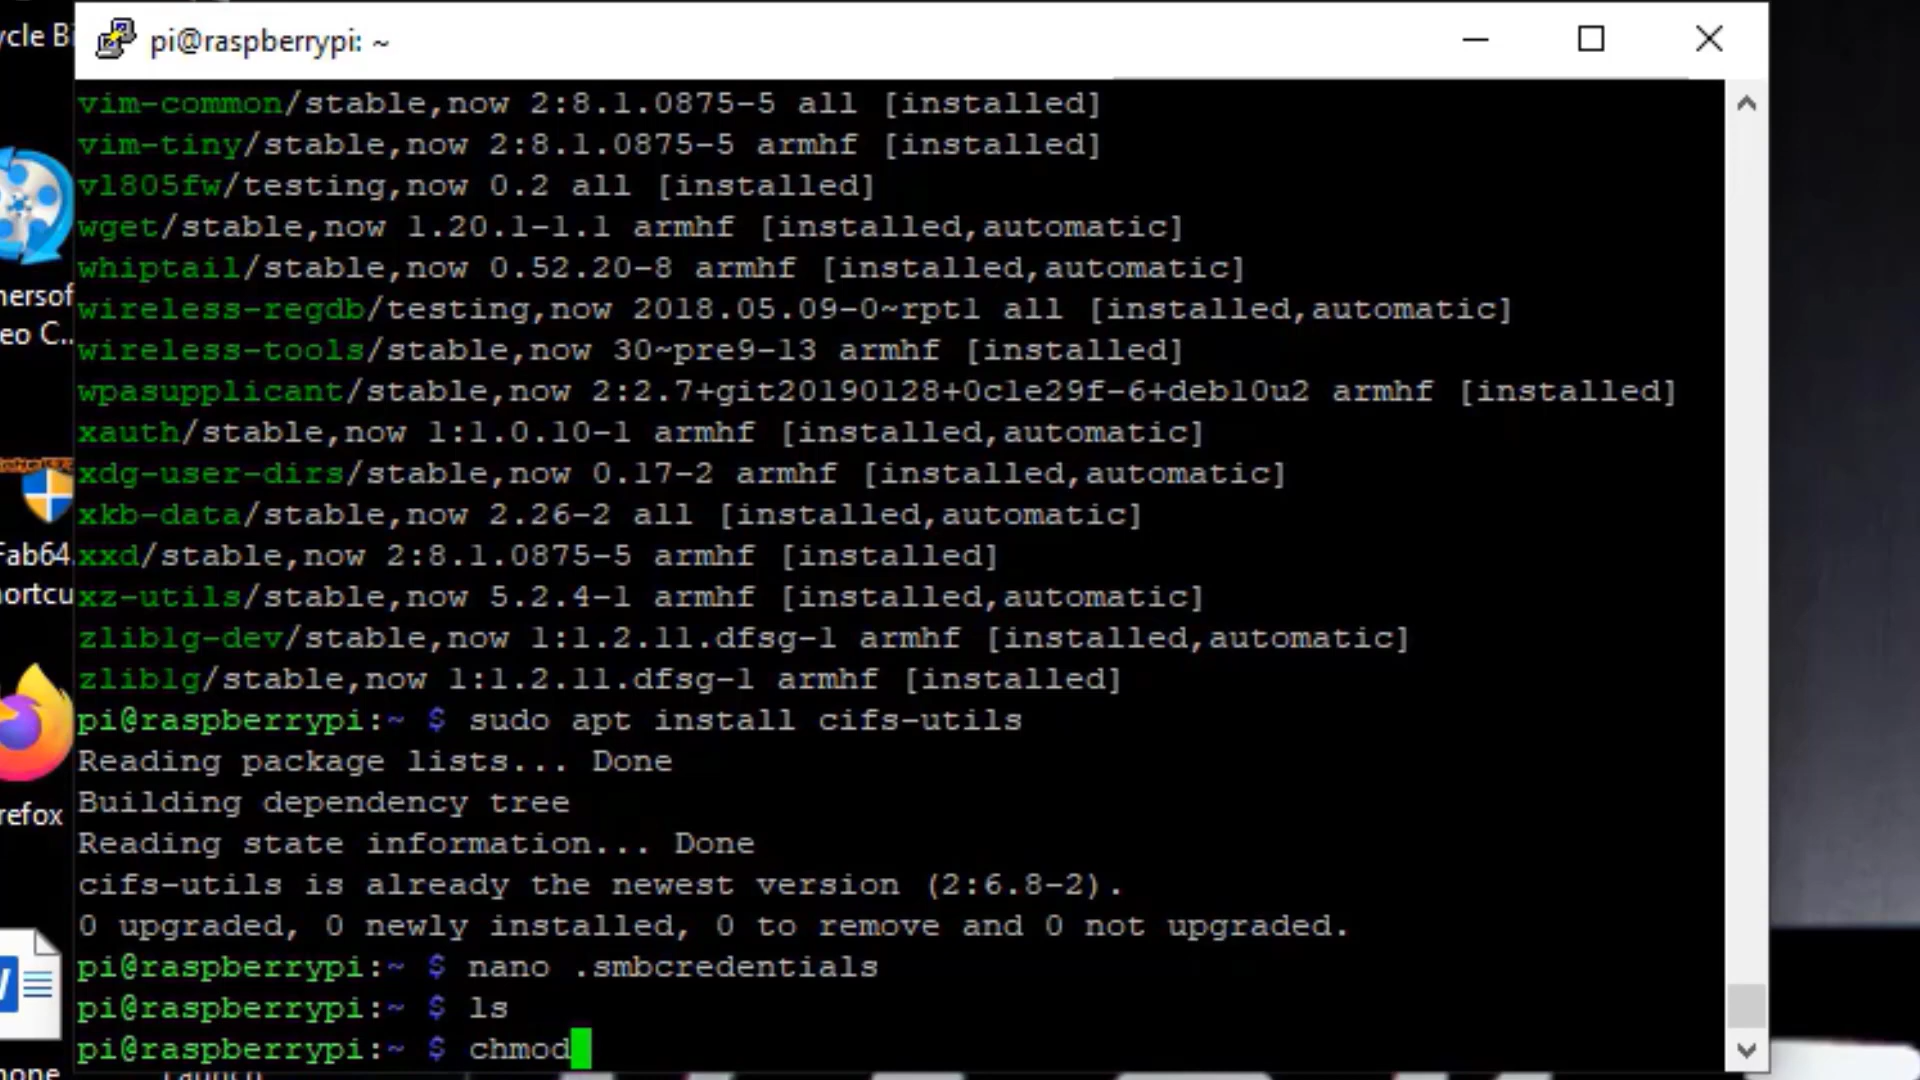 ycle Bi
pi@raspberrypi: ~
vim-common/stable,now 2:8.1.0875-5 all [installed]
vim-tiny/stable,now 2:8.1.0875-5 armhf [installed]
vl805fw/testing,now 0.2 all [installed]
wget/stable,now 1.20.1-1.1 armhf [installed,automatic]
whiptail/stable,now 0.52.20-8 armhf [installed,automatic]
wireless-regdb/testing,now 2018.05.09-0~rpt1 all [installed,automatic]
wireless-tools/stable,now 30~pre9-13 armhf [installed]
wpasupplicant/stable,now 2:2.7+git20190128+0c1e29f-6+deb10u2 armhf [installed]
xauth/stable,now 1:1.0.10-1 armhf [installed,automatic]
xdg-user-dirs/stable,now 0.17-2 armhf [installed,automatic]
xkb-data/stable,now 2.26-2 all [installed,automatic]
xxd/stable,now 2:8.1.0875-5 armhf [installed]
xz-utils/stable,now 5.2.4-1 armhf [installed,automatic]
zlib1g-dev/stable,now 1:1.2.11.dfsg-1 armhf [installed,automatic]
zlib1g/stable,now 1:1.2.11.dfsg-1 armhf [installed]
pi@raspberrypi:~ $ sudo apt install cifs-utils
Reading package lists... Done
Building dependency tree
Reading state information... Done
cifs-utils is already the newest version (2:6.8-2).
0 upgraded, 0 newly installed, 0 to remove and 0 not upgraded.
pi@raspberrypi:~ $ nano .smbcredentials
pi@raspberrypi:~ $ ls
pi@raspberrypi:~ $ chmod
hersof
eo C...
Fab64
ortcu
refox